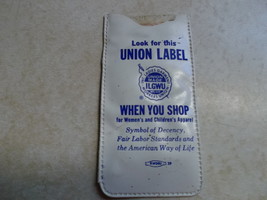 Look for this
UNION LABEL
MADE
ILGWU
WHEN YOU SHOP
for Women's and Children's Apparel
Symbol of Decency,
Fair Labor Standards and
the American Way of Life